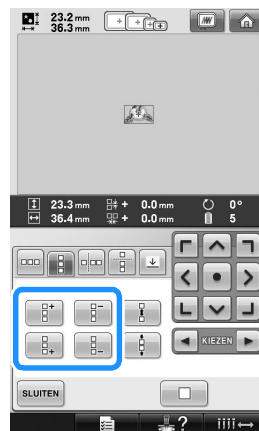 23.2 mm
36.3 mm
23.3 mm + 0.0 mm 0°
36.4 mm + 0.0 mm 5
KIEZEN
SLUITEN
?